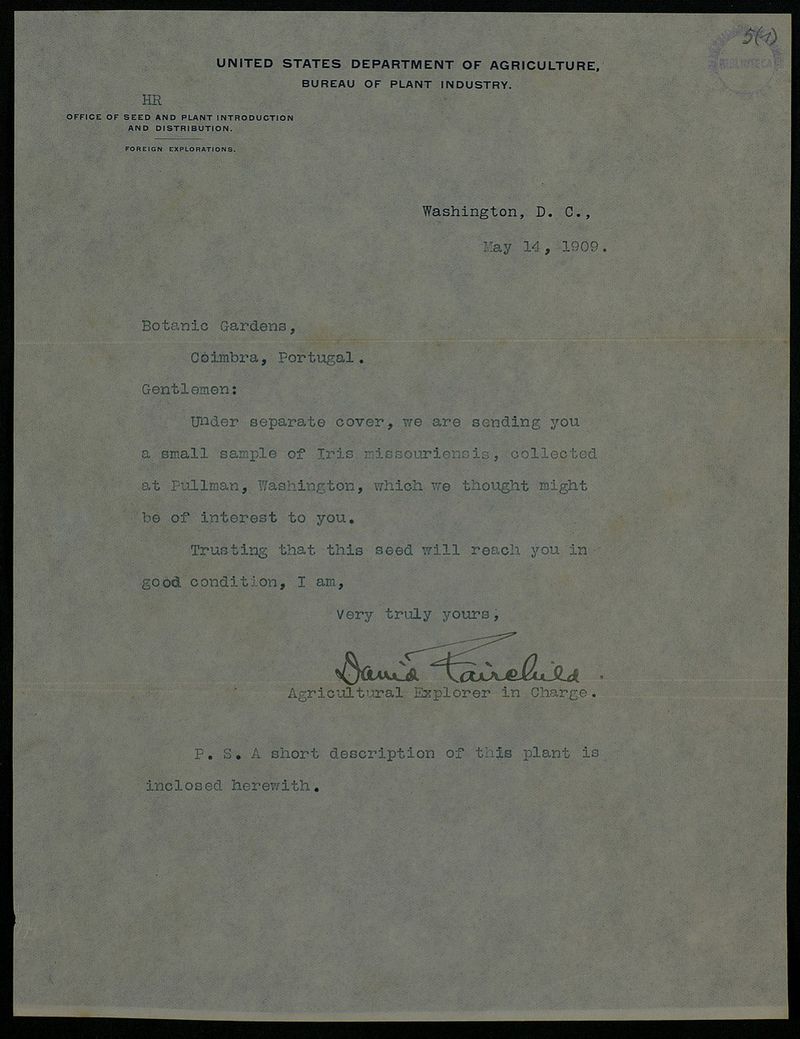 5(1)
BIBLIOTECA
UNITED STATES DEPARTMENT OF AGRICULTURE,
BUREAU OF PLANT INDUSTRY.
HR
OFFICE OF SEED AND PLANT INTRODUCTION
AND DISTRIBUTION.
FOREIGN EXPLORATIONS.
Washington, D. C.,
May 14, 1909.
Botanic Gardens,
Coimbra, Portugal.
Gentlemen:
Under separate cover, we are sending you
a small sample of Iris missouriensis, collected
at Pullman, Washington, which we thought might
be of interest to you.
Trusting that this seed will reach you in
good condition, I am,
Very truly yours,
David Fairchild.
Agricultural Explorer in Charge.
P. S. A short description of this plant is
inclosed herewith.